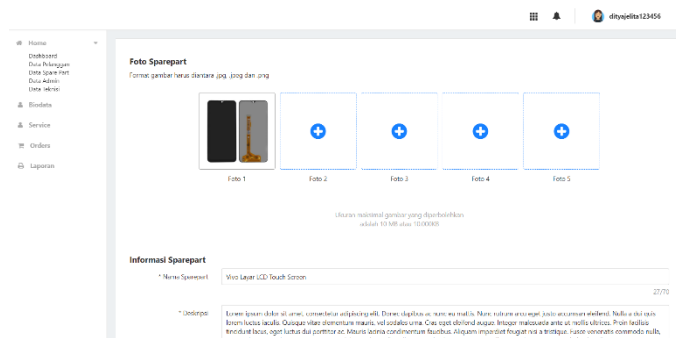 dityajelita123456
Home
Dashboard
Data Pelanggan
Data Spare Part
Data Admin
Data Teknisi
Biodata
Service
Orders
Laporan
Foto Sparepart
Format gambar harus diantara .jpg, .jpeg dan .png
Foto 1
Foto 2
Foto 3
Foto 4
Foto 5
Ukuran maksimal gambar yang diperbolehkan
adalah 10 MB atau 10.000KB
Informasi Sparepart
* Nama Sparepart
Vivo Layar LCD Touch Screen
27/70
* Deskripsi
Lorem ipsum dolor sit amet, consectetur adipiscing elit. Donec dapibus ac nunc eu mattis. Nunc rutrum arcu eget justo accumsan eleifend. Nulla a dui quis
lorem luctus iaculis. Quisque vitae elementum mauris, vel sodales urna. Cras eget eleifend augue. Integer malesuada ante at mollis ultrices. Proin facilisis
tincidunt lacus, eget luctus dui porttitor ac. Mauris lacinia condimentum faucibus. Aliquam imperdiet feugiat nisi a tristique. Fusce venenatis commodo nulla,